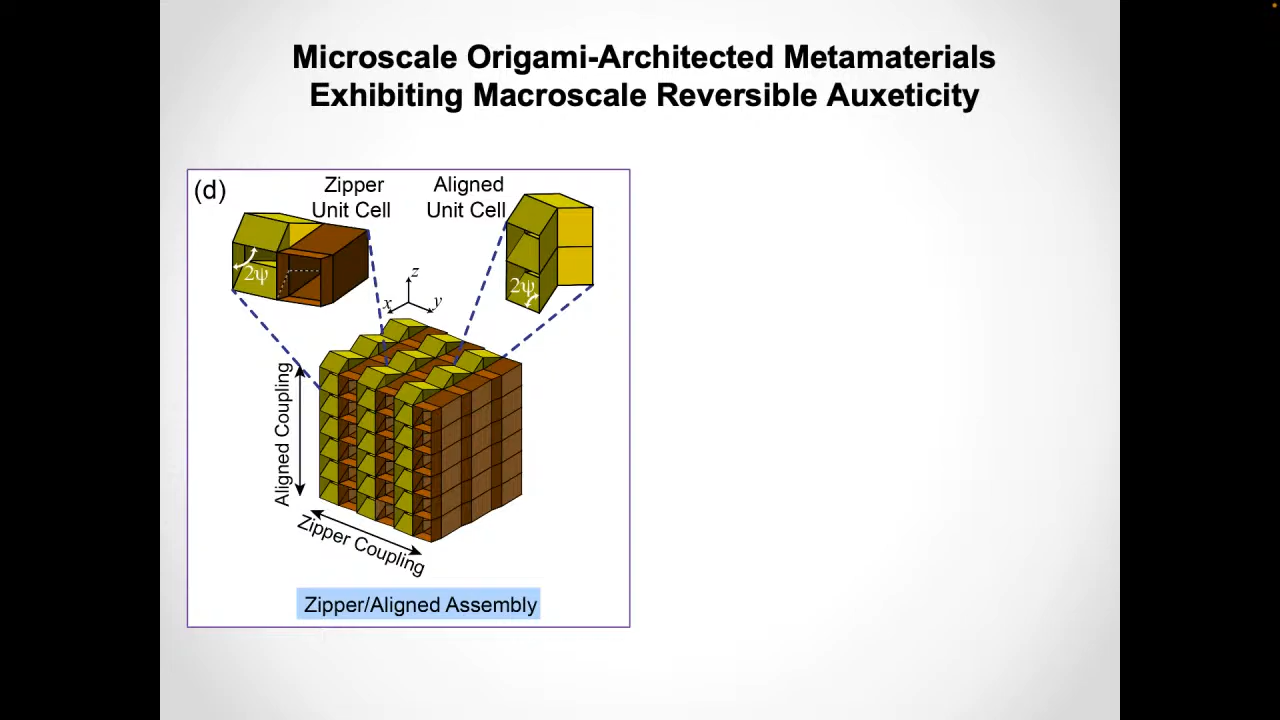 Microscale Origami-Architected Metamaterials
Exhibiting Macroscale Reversible Auxeticity
(d)
Zipper
Unit Cell
Aligned
Unit Cell
2ψ
2ψ
z
x
y
Aligned Coupling
Zipper Coupling
Zipper/Aligned Assembly